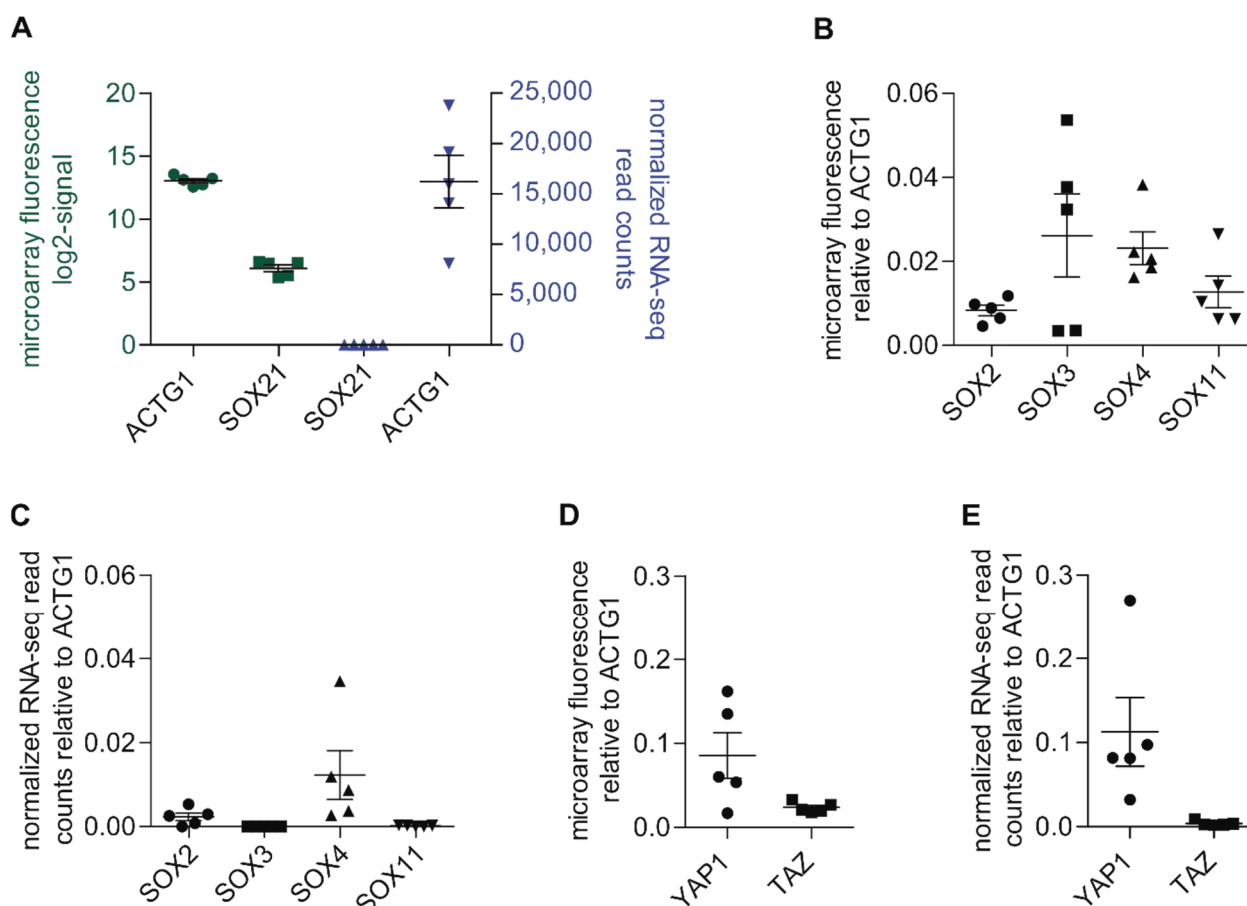 A
mircroarray fluorescence
log2-signal
20
15
10
5
0
25,000
20,000
15,000
10,000
5,000
0
normalized RNA-seq
read counts
ACTG1
SOX21
SOX21
ACTG1
B
microarray fluorescence
relative to ACTG1
0.06
0.04
0.02
0.00
SOX2
SOX3
SOX4
SOX11
C
normalized RNA-seq read
counts relative to ACTG1
0.06
0.04
0.02
0.00
SOX2
SOX3
SOX4
SOX11
D
microarray fluorescence
relative to ACTG1
0.3
0.2
0.1
0.0
YAP1
TAZ
E
normalized RNA-seq read
counts relative to ACTG1
0.3
0.2
0.1
0.0
YAP1
TAZ